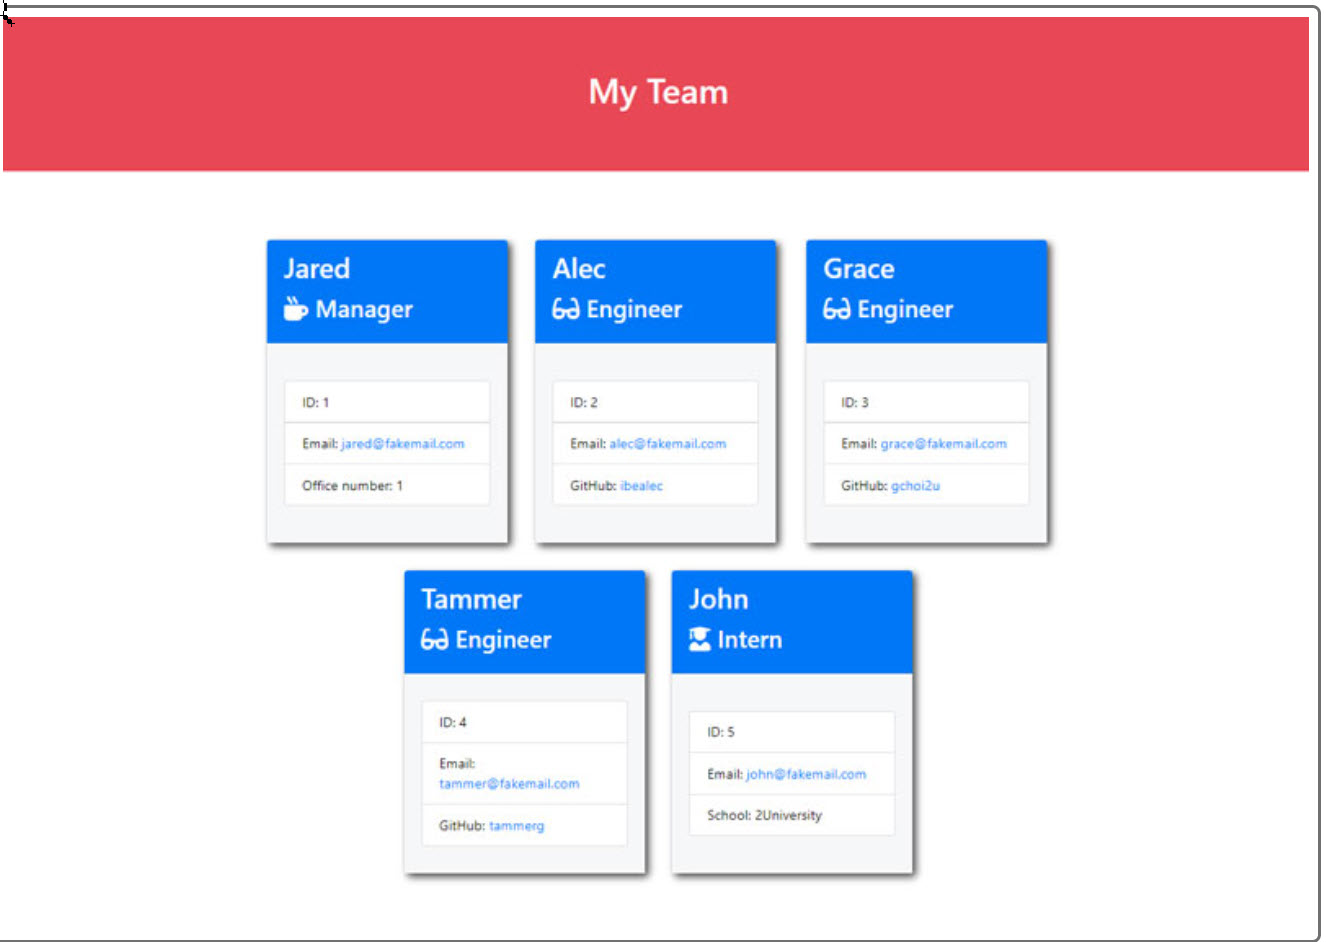 My Team
Jared
Manager
ID: 1
Email: jared@fakemail.com
Office number: 1
Alec
Engineer
ID: 2
Email: alec@fakemail.com
GitHub: ibealec
Grace
Engineer
ID: 3
Email: grace@fakemail.com
GitHub: gchoi2u
Tammer
Engineer
ID: 4
Email:
tammer@fakemail.com
GitHub: tammerg
John
Intern
ID: 5
Email: john@fakemail.com
School: 2University